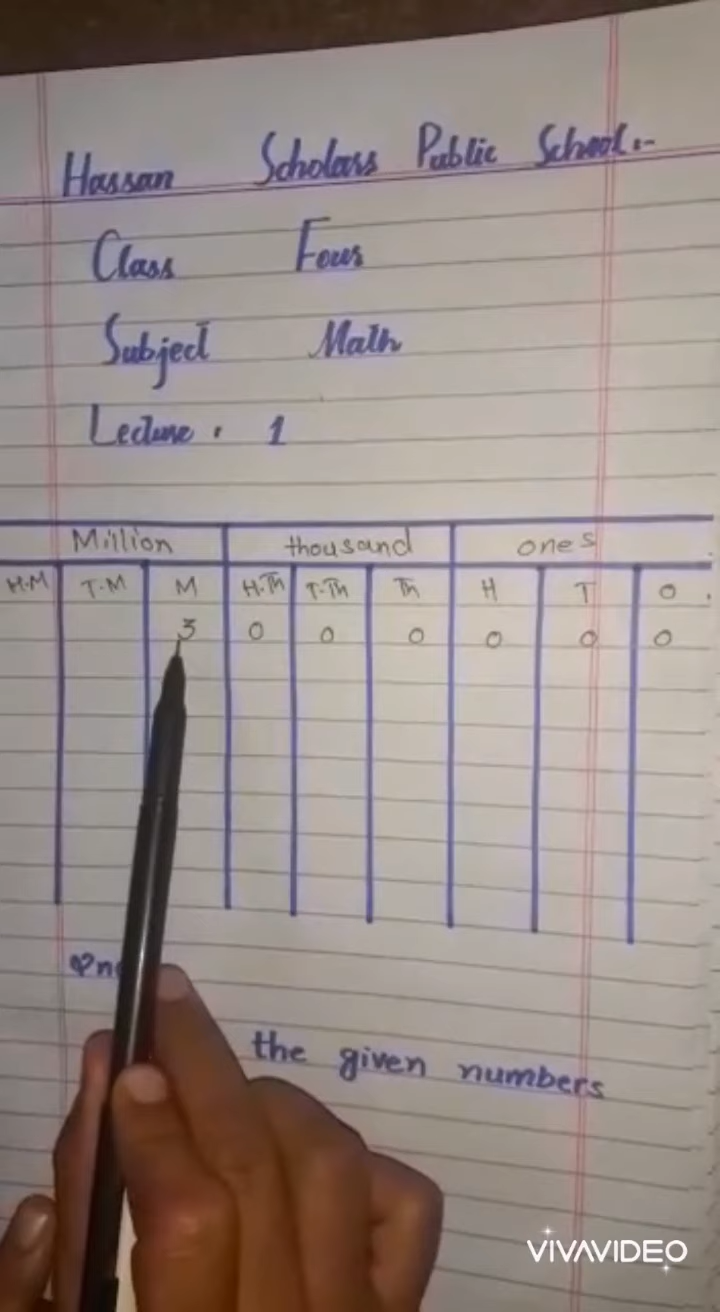 Hassan Scholars Public School:-
Class Four
Subject Math
Lecture . 1
Million thousand ones
H.M T.M M H.Th T.Th Th H T O
3 0 0 0 0 0 0
the given numbers
VIVAVIDEO